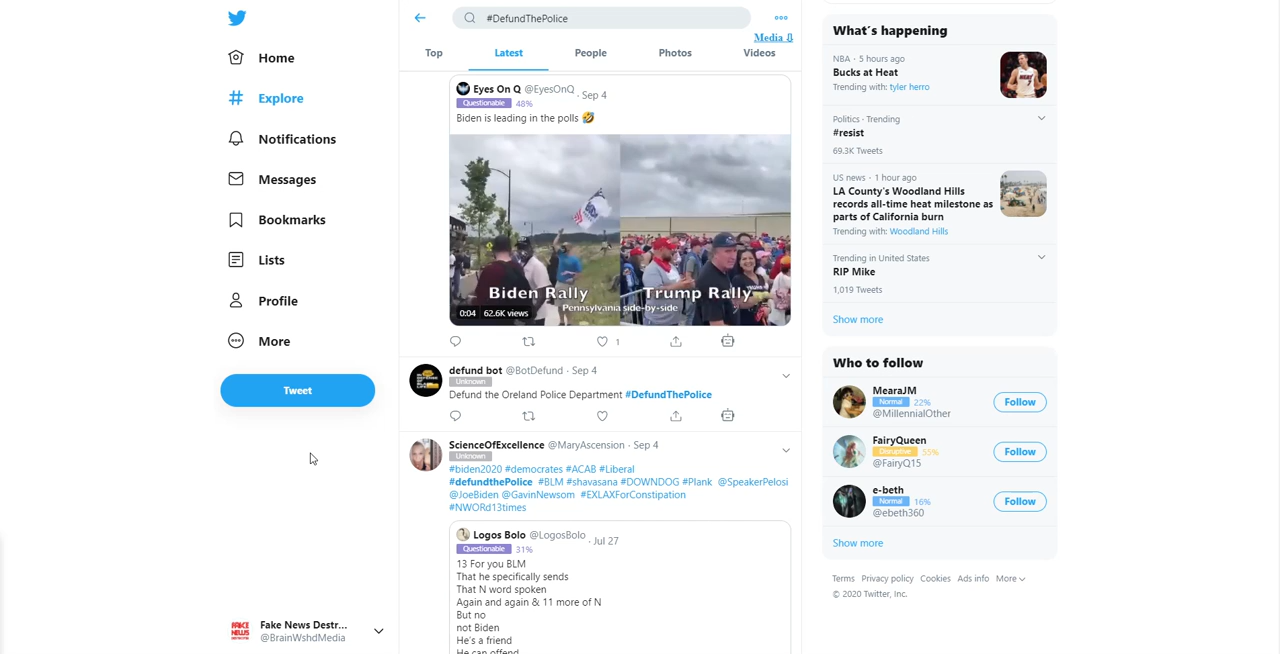 Home
Explore
Notifications
Messages
Bookmarks
Lists
Profile
More
Tweet
FAKE NEWS
Fake News Destr...
@BrainWshdMedia
#DefundThePolice
Media ⇩
Top Latest People Photos Videos
Eyes On Q @EyesOnQ · Sep 4
Questionable 48%
Biden is leading in the polls 🤣
Biden Rally Trump Rally
Pennsylvania side-by-side
0:04 62.6K views
1
defund bot @BotDefund · Sep 4
Unknown
Defund the Oreland Police Department #DefundThePolice
ScienceOfExcellence @MaryAscension · Sep 4
Unknown
#biden2020 #democrates #ACAB #Liberal
#defundthePolice #BLM #shavasana #DOWNDOG #Plank @SpeakerPelosi
@JoeBiden @GavinNewsom #EXLAXForConstipation
#NWORd13times
Logos Bolo @LogosBolo · Jul 27
Questionable 31%
13 For you BLM
That he specifically sends
That N word spoken
Again and again & 11 more of N
But no
not Biden
He's a friend
He can offend
What's happening
NBA · 5 hours ago
Bucks at Heat
Trending with: tyler herro
Politics · Trending
#resist
69.3K Tweets
US news · 1 hour ago
LA County's Woodland Hills
records all-time heat milestone as
parts of California burn
Trending with: Woodland Hills
Trending in United States
RIP Mike
1,019 Tweets
Show more
Who to follow
MearaJM
Normal 22%
@MillennialOther
Follow
FairyQueen
Disruptive 55%
@FairyQ15
Follow
e-beth
Normal 16%
@ebeth360
Follow
Show more
Terms Privacy policy Cookies Ads info More
© 2020 Twitter, Inc.